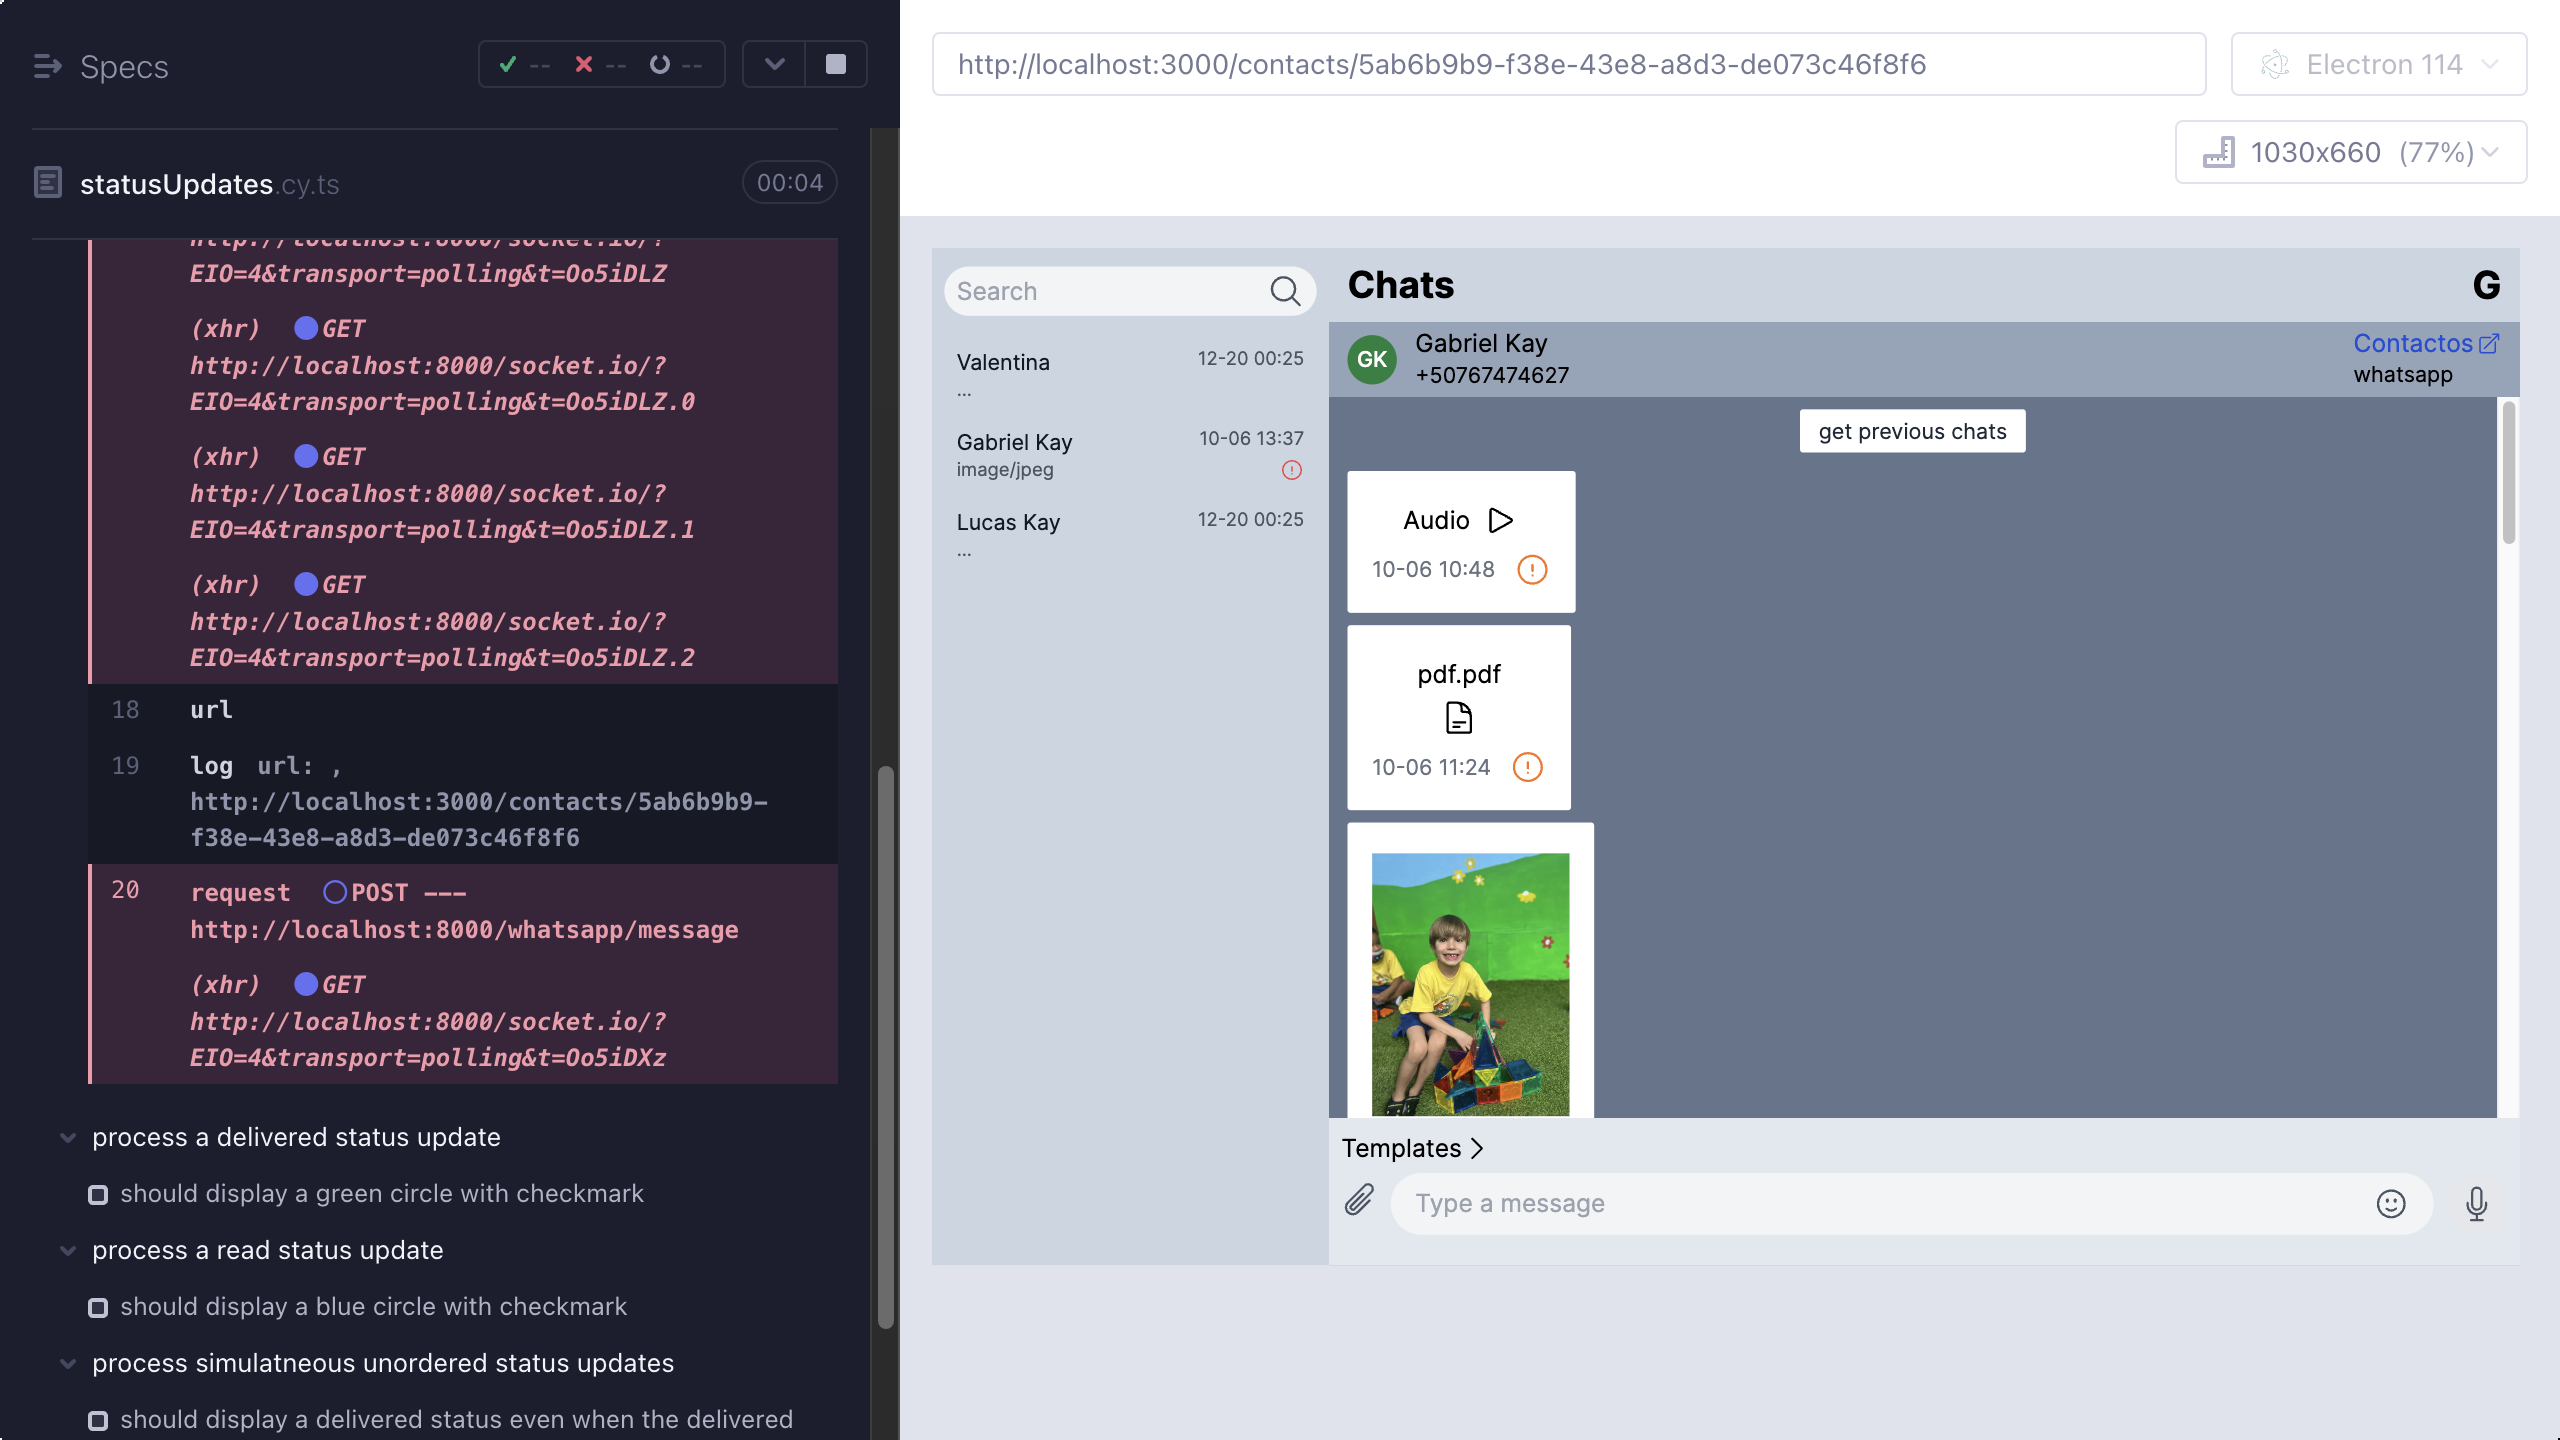 Specs
-- -- --
statusUpdates.cy.ts
00:04
http://localhost:8000/socket.io/?
EIO=4&transport=polling&t=Oo5iDLZ
(xhr) GET
http://localhost:8000/socket.io/?
EIO=4&transport=polling&t=Oo5iDLZ.0
(xhr) GET
http://localhost:8000/socket.io/?
EIO=4&transport=polling&t=Oo5iDLZ.1
(xhr) GET
http://localhost:8000/socket.io/?
EIO=4&transport=polling&t=Oo5iDLZ.2
18 url
19 log url: ,
http://localhost:3000/contacts/5ab6b9b9-
f38e-43e8-a8d3-de073c46f8f6
20 request POST ---
http://localhost:8000/whatsapp/message
(xhr) GET
http://localhost:8000/socket.io/?
EIO=4&transport=polling&t=Oo5iDXz
process a delivered status update
should display a green circle with checkmark
process a read status update
should display a blue circle with checkmark
process simulatneous unordered status updates
should display a delivered status even when the delivered
http://localhost:3000/contacts/5ab6b9b9-f38e-43e8-a8d3-de073c46f8f6
Electron 114
1030x660 (77%)
Search
Valentina 12-20 00:25
...
Gabriel Kay 10-06 13:37
image/jpeg
Lucas Kay 12-20 00:25
...
Chats
G
GK
Gabriel Kay
+50767474627
Contactos
whatsapp
get previous chats
Audio
10-06 10:48
pdf.pdf
10-06 11:24
Templates
Type a message